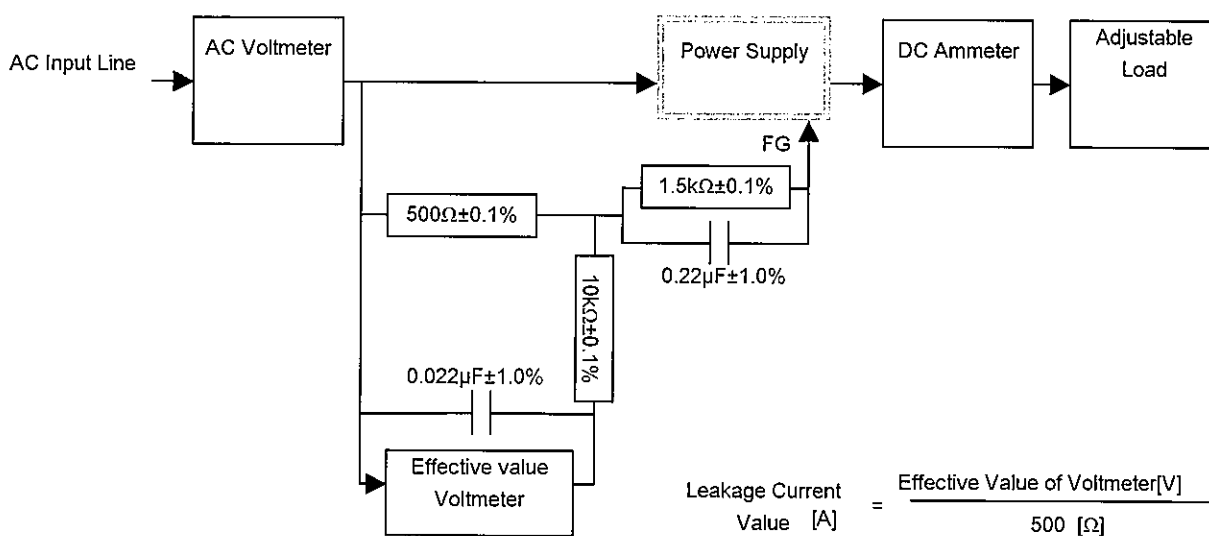 AC Voltmeter
AC Input Line
Power Supply
DC Ammeter
Adjustable
Load
FG
1.5kΩ±0.1%
500Ω±0.1%
0.22µF±1.0%
10kΩ±0.1%
0.022µF±1.0%
Effective value
Voltmeter
Leakage Current
Value [A]
=
Effective Value of Voltmeter[V]
500 [Ω]